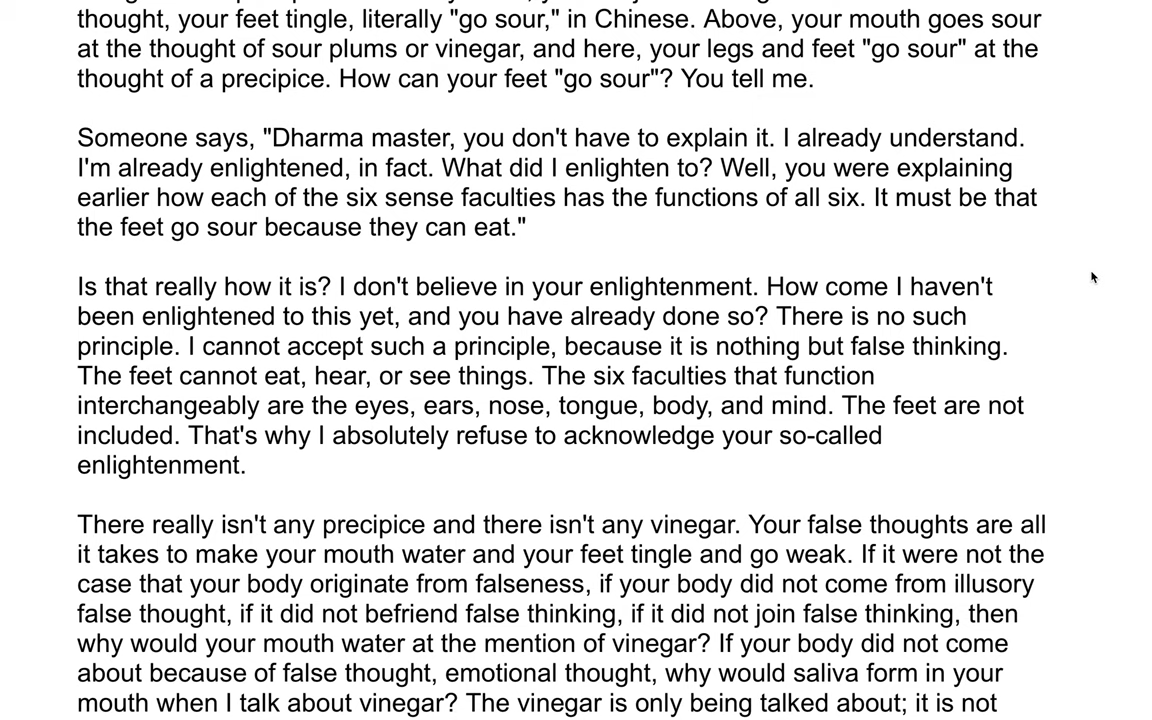 thought, your feet tingle, literally "go sour," in Chinese. Above, your mouth goes sour
at the thought of sour plums or vinegar, and here, your legs and feet "go sour" at the
thought of a precipice. How can your feet "go sour"? You tell me.
Someone says, "Dharma master, you don't have to explain it. I already understand.
I'm already enlightened, in fact. What did I enlighten to? Well, you were explaining
earlier how each of the six sense faculties has the functions of all six. It must be that
the feet go sour because they can eat."
Is that really how it is? I don't believe in your enlightenment. How come I haven't
been enlightened to this yet, and you have already done so? There is no such
principle. I cannot accept such a principle, because it is nothing but false thinking.
The feet cannot eat, hear, or see things. The six faculties that function
interchangeably are the eyes, ears, nose, tongue, body, and mind. The feet are not
included. That's why I absolutely refuse to acknowledge your so-called
enlightenment.
There really isn't any precipice and there isn't any vinegar. Your false thoughts are all
it takes to make your mouth water and your feet tingle and go weak. If it were not the
case that your body originate from falseness, if your body did not come from illusory
false thought, if it did not befriend false thinking, if it did not join false thinking, then
why would your mouth water at the mention of vinegar? If your body did not come
about because of false thought, emotional thought, why would saliva form in your
mouth when I talk about vinegar? The vinegar is only being talked about; it is not